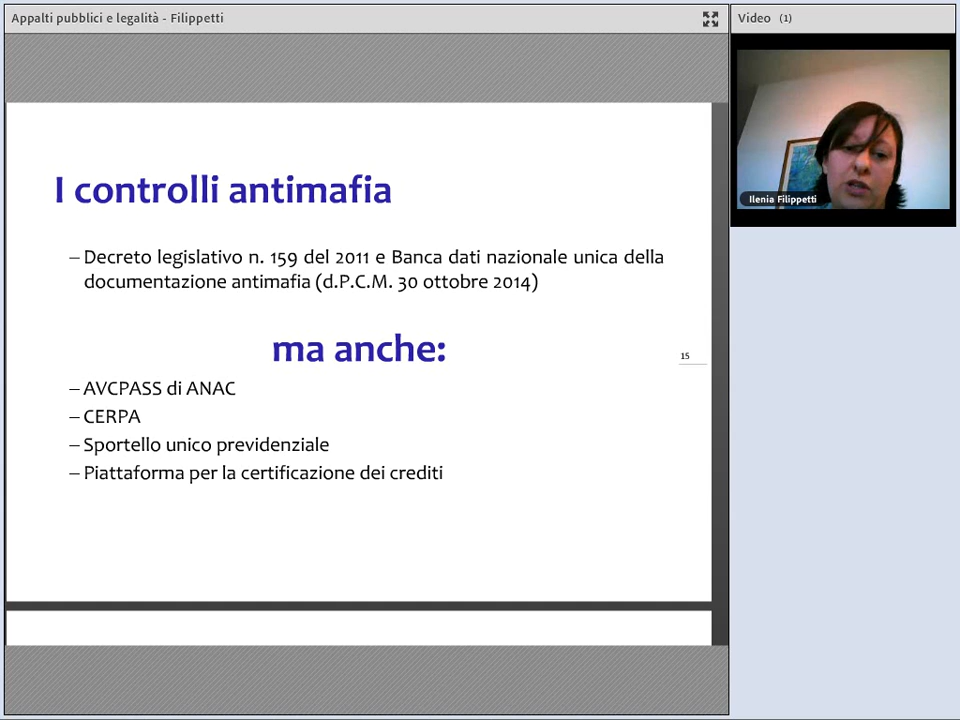 Appalti pubblici e legalità - Filippetti
Video (1)
Ilenia Filippetti
I controlli antimafia
– Decreto legislativo n. 159 del 2011 e Banca dati nazionale unica della
documentazione antimafia (d.P.C.M. 30 ottobre 2014)
ma anche:
15
– AVCPASS di ANAC
– CERPA
– Sportello unico previdenziale
– Piattaforma per la certificazione dei crediti